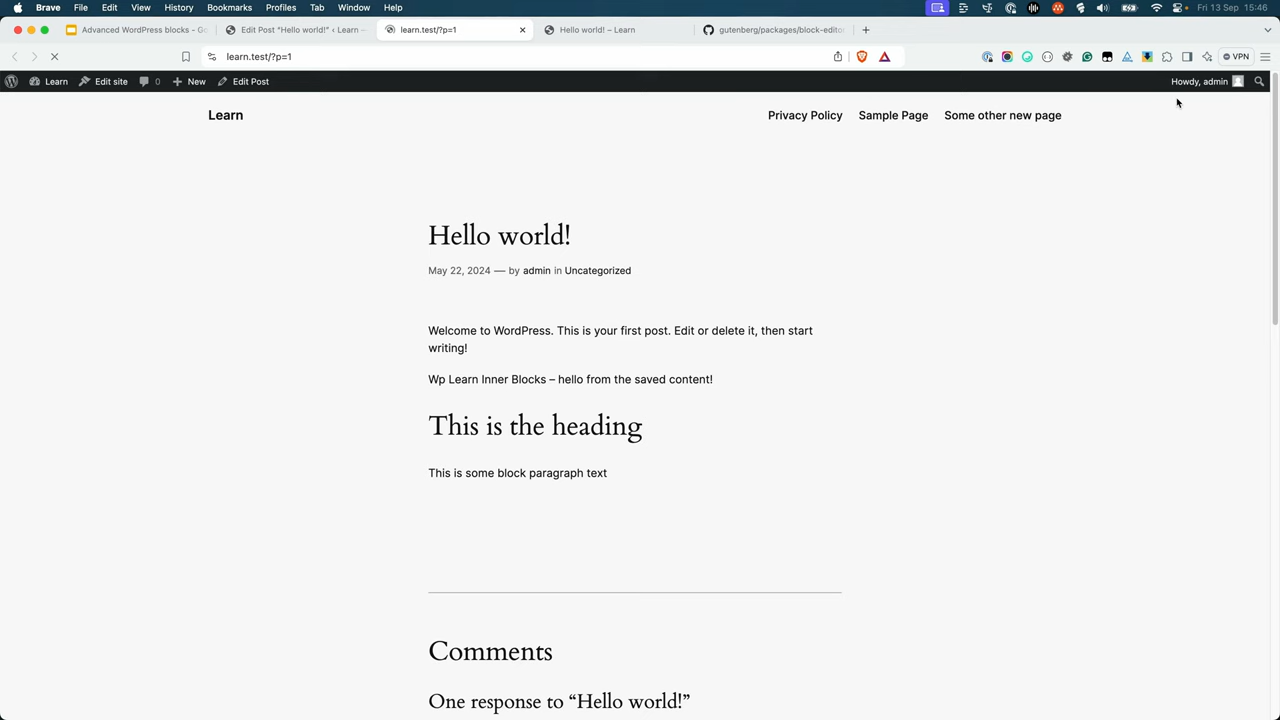 Brave File Edit View History Bookmarks Profiles Tab Window Help Fri 13 Sep 15:46
Advanced WordPress blocks - Go Edit Post "Hello world!" ‹ Learn — learn.test/?p=1 Hello world! – Learn gutenberg/packages/block-editor
learn.test/?p=1 VPN
Learn Edit site 0 New Edit Post Howdy, admin
Learn Privacy Policy Sample Page Some other new page
Hello world!
May 22, 2024 — by admin in Uncategorized
Welcome to WordPress. This is your first post. Edit or delete it, then start
writing!
Wp Learn Inner Blocks – hello from the saved content!
This is the heading
This is some block paragraph text
Comments
One response to “Hello world!”